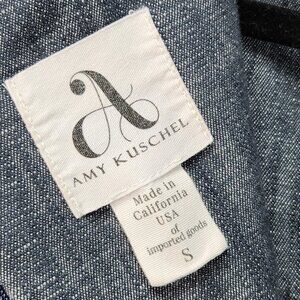 A
AMY KUSCHEL
Made in
California
USA
of
imported goods
S